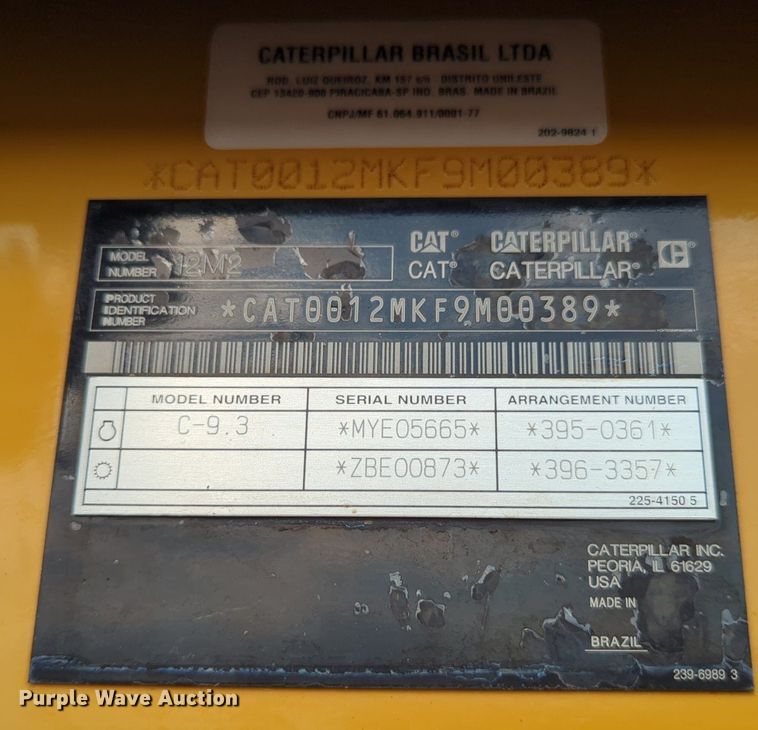 CATERPILLAR BRASIL LTDA
ROD. LUIZ QUEIROZ, KM 157 s/n DISTRITO UNILESTE
CEP 13420-900 PIRACICABA-SP IND. BRAS. MADE IN BRAZIL
CNPJ/MF 61.064.911/0001-77
202-9824 1
*CAT0012MKF9M00389*
MODEL NUMBER 12M2
CAT® CATERPILLAR®
CAT® CATERPILLAR®
PRODUCT IDENTIFICATION NUMBER *CAT0012MKF9M00389*
MODEL NUMBER SERIAL NUMBER ARRANGEMENT NUMBER
C-9.3 *MYE05665* *395-0361*
*ZBE00873* *396-3357*
225-4150 5
CATERPILLAR INC.
PEORIA, IL 61629
USA
MADE IN
BRAZIL
239-6989 3
Purple Wave Auction